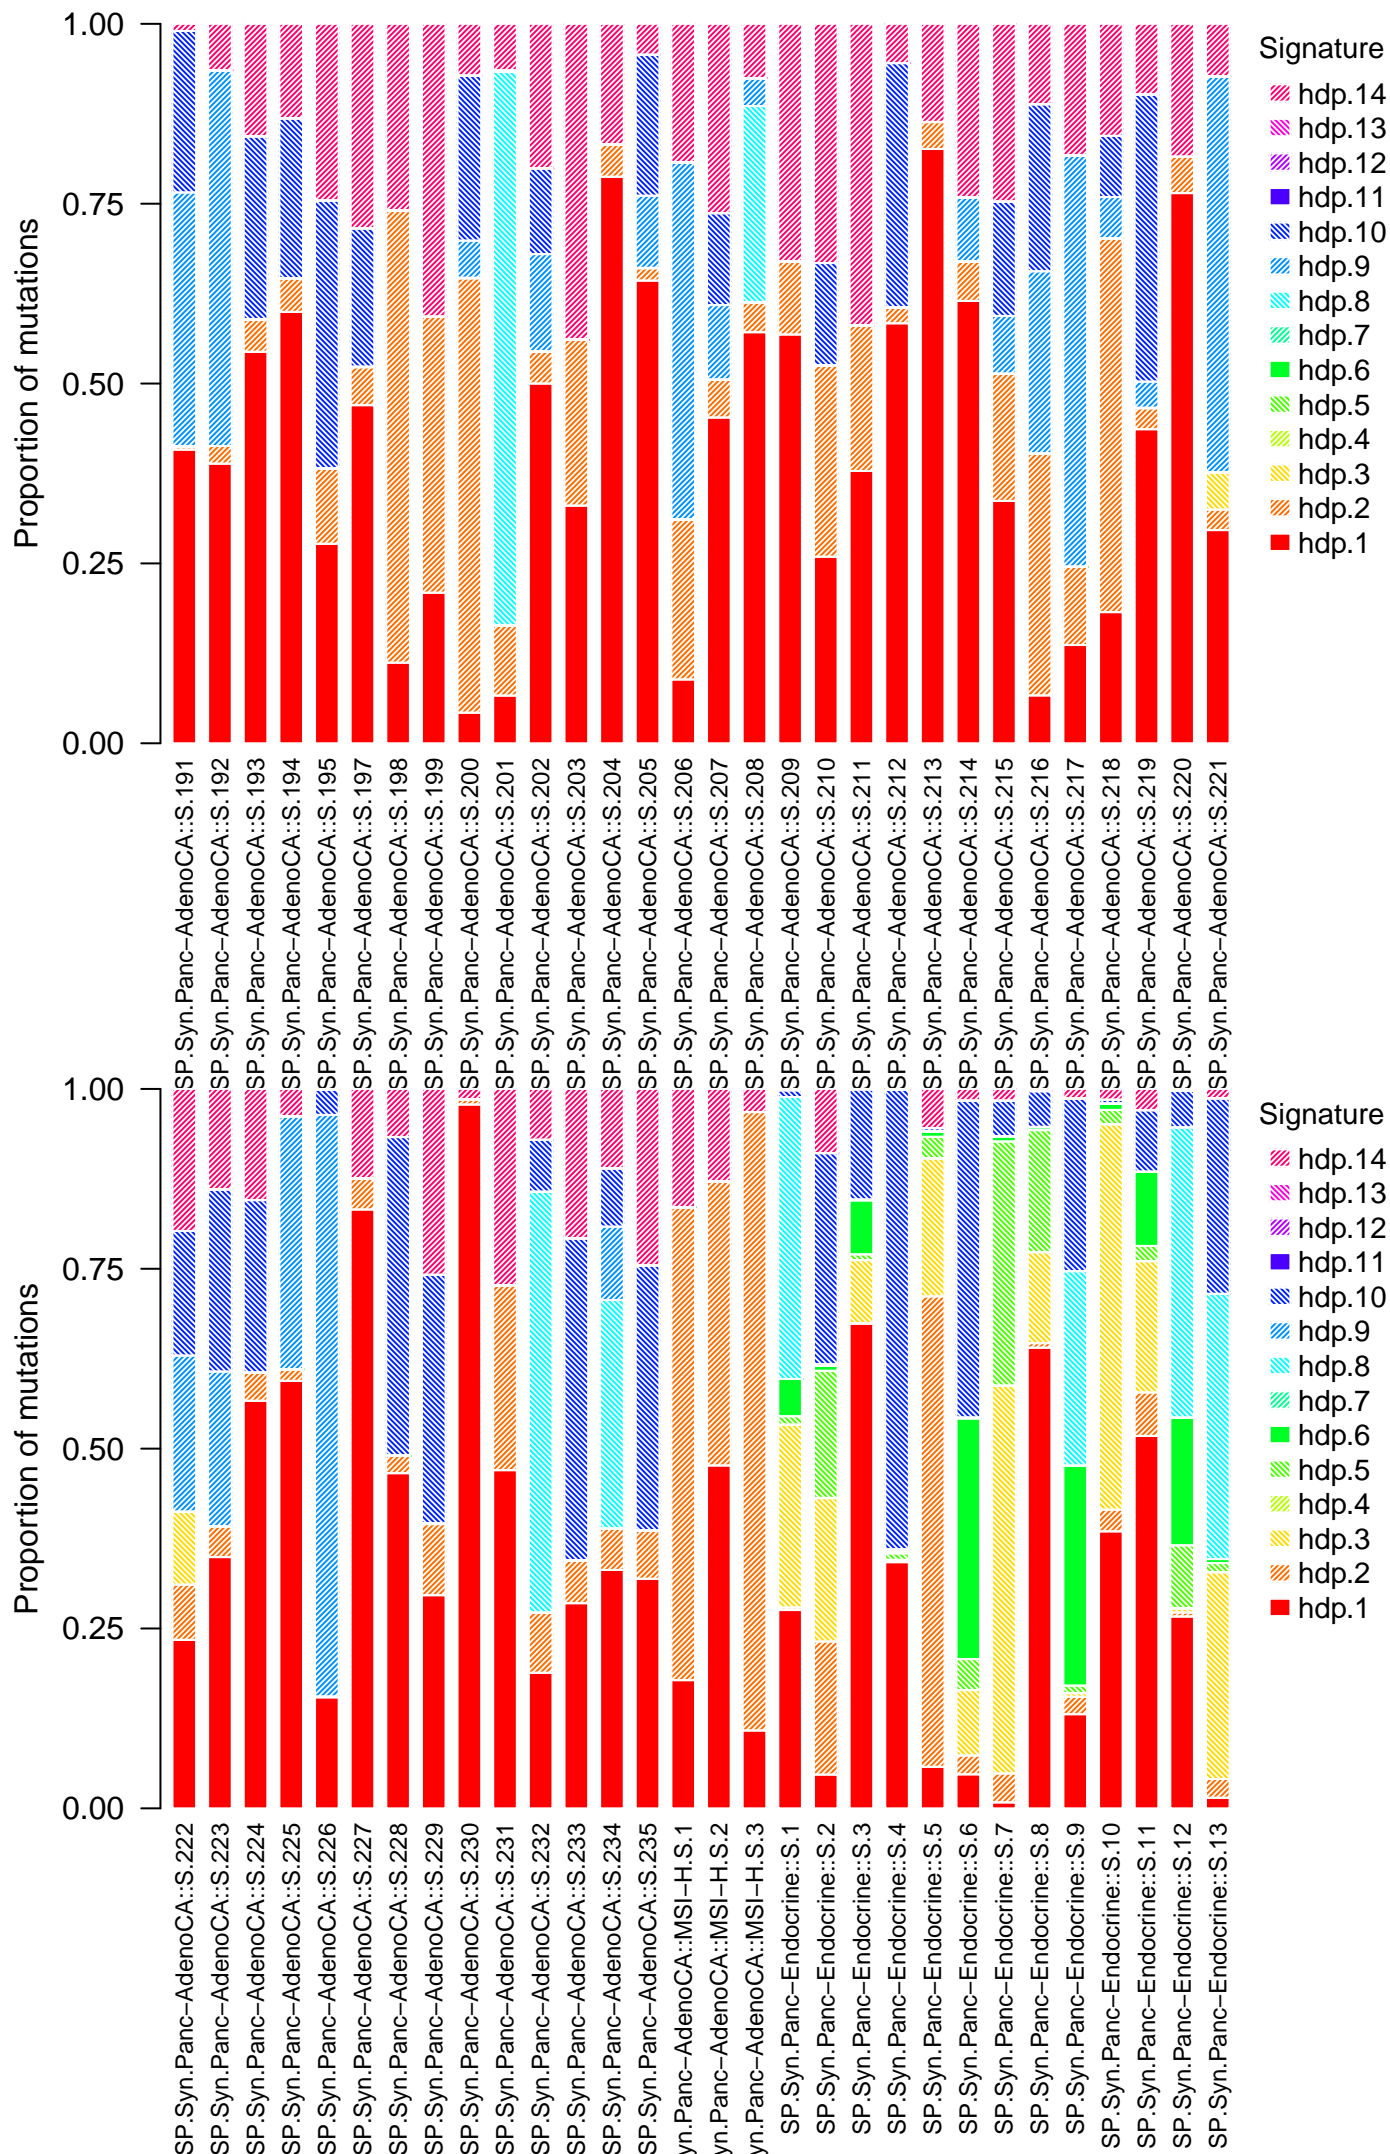 Proportion of mutations
1.00
0.75
0.50
0.25
0.00
SP.Syn.Panc−AdenoCA::S.191
SP.Syn.Panc−AdenoCA::S.192
SP.Syn.Panc−AdenoCA::S.193
SP.Syn.Panc−AdenoCA::S.194
SP.Syn.Panc−AdenoCA::S.195
SP.Syn.Panc−AdenoCA::S.197
SP.Syn.Panc−AdenoCA::S.198
SP.Syn.Panc−AdenoCA::S.199
SP.Syn.Panc−AdenoCA::S.200
SP.Syn.Panc−AdenoCA::S.201
SP.Syn.Panc−AdenoCA::S.202
SP.Syn.Panc−AdenoCA::S.203
SP.Syn.Panc−AdenoCA::S.204
SP.Syn.Panc−AdenoCA::S.205
SP.Syn.Panc−AdenoCA::S.206
SP.Syn.Panc−AdenoCA::S.207
SP.Syn.Panc−AdenoCA::S.208
SP.Syn.Panc−AdenoCA::S.209
SP.Syn.Panc−AdenoCA::S.210
SP.Syn.Panc−AdenoCA::S.211
SP.Syn.Panc−AdenoCA::S.212
SP.Syn.Panc−AdenoCA::S.213
SP.Syn.Panc−AdenoCA::S.214
SP.Syn.Panc−AdenoCA::S.215
SP.Syn.Panc−AdenoCA::S.216
SP.Syn.Panc−AdenoCA::S.217
SP.Syn.Panc−AdenoCA::S.218
SP.Syn.Panc−AdenoCA::S.219
SP.Syn.Panc−AdenoCA::S.220
SP.Syn.Panc−AdenoCA::S.221
Signature
hdp.14
hdp.13
hdp.12
hdp.11
hdp.10
hdp.9
hdp.8
hdp.7
hdp.6
hdp.5
hdp.4
hdp.3
hdp.2
hdp.1
Proportion of mutations
1.00
0.75
0.50
0.25
0.00
SP.Syn.Panc−AdenoCA::S.222
SP.Syn.Panc−AdenoCA::S.223
SP.Syn.Panc−AdenoCA::S.224
SP.Syn.Panc−AdenoCA::S.225
SP.Syn.Panc−AdenoCA::S.226
SP.Syn.Panc−AdenoCA::S.227
SP.Syn.Panc−AdenoCA::S.228
SP.Syn.Panc−AdenoCA::S.229
SP.Syn.Panc−AdenoCA::S.230
SP.Syn.Panc−AdenoCA::S.231
SP.Syn.Panc−AdenoCA::S.232
SP.Syn.Panc−AdenoCA::S.233
SP.Syn.Panc−AdenoCA::S.234
SP.Syn.Panc−AdenoCA::S.235
yn.Panc−AdenoCA::MSI−H.S.1
yn.Panc−AdenoCA::MSI−H.S.2
yn.Panc−AdenoCA::MSI−H.S.3
SP.Syn.Panc−Endocrine::S.1
SP.Syn.Panc−Endocrine::S.2
SP.Syn.Panc−Endocrine::S.3
SP.Syn.Panc−Endocrine::S.4
SP.Syn.Panc−Endocrine::S.5
SP.Syn.Panc−Endocrine::S.6
SP.Syn.Panc−Endocrine::S.7
SP.Syn.Panc−Endocrine::S.8
SP.Syn.Panc−Endocrine::S.9
SP.Syn.Panc−Endocrine::S.10
SP.Syn.Panc−Endocrine::S.11
SP.Syn.Panc−Endocrine::S.12
SP.Syn.Panc−Endocrine::S.13
Signature
hdp.14
hdp.13
hdp.12
hdp.11
hdp.10
hdp.9
hdp.8
hdp.7
hdp.6
hdp.5
hdp.4
hdp.3
hdp.2
hdp.1